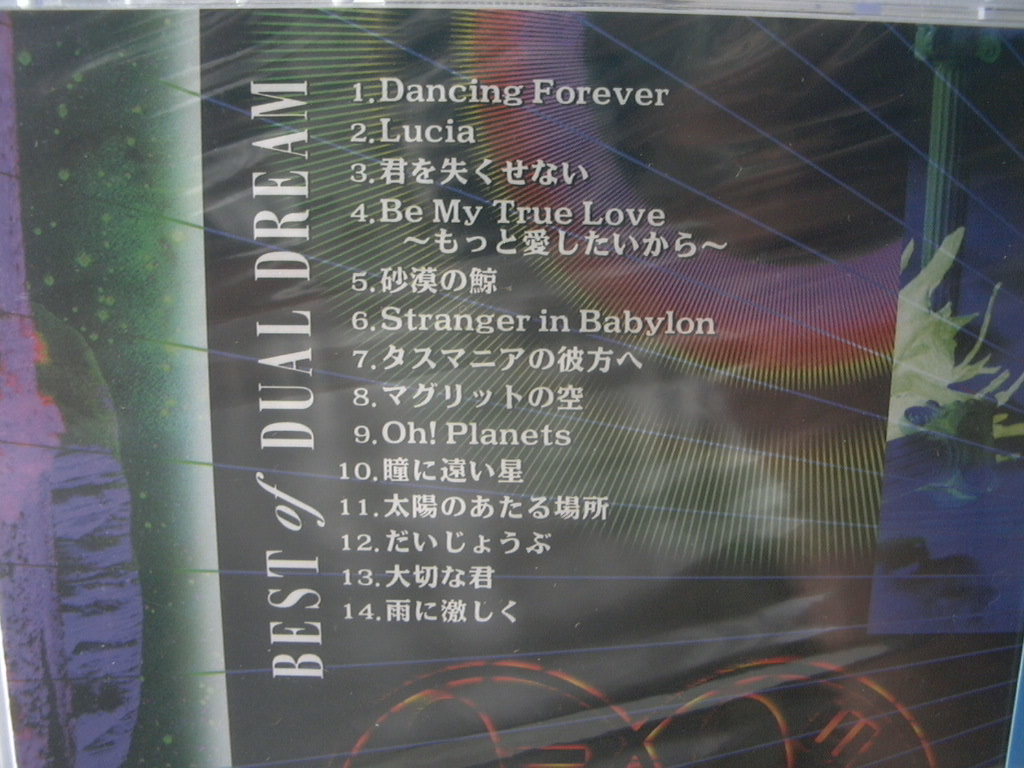 BEST of DUAL DREAM
1. Dancing Forever
2. Lucia
3. 君を失くせない
4. Be My True Love
～もっと愛したいから～
5. 砂漠の鯨
6. Stranger in Babylon
7. タスマニアの彼方へ
8. マグリットの空
9. Oh! Planets
10. 瞳に遠い星
11. 太陽のあたる場所
12. だいじょうぶ
13. 大切な君
14. 雨に激しく